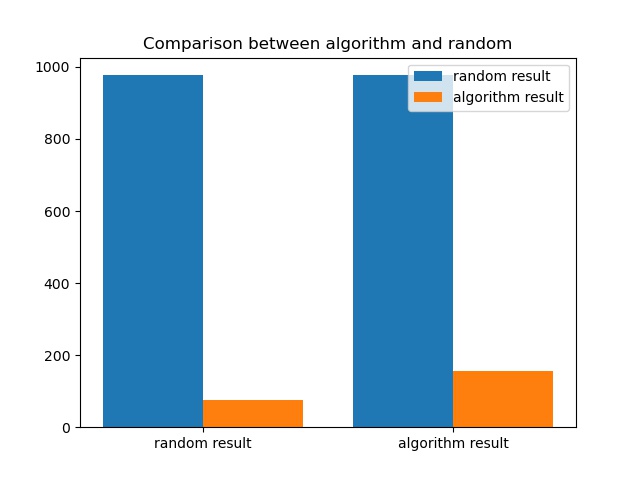 Comparison between algorithm and random
1000
800
600
400
200
0
random result
algorithm result
random result
algorithm result